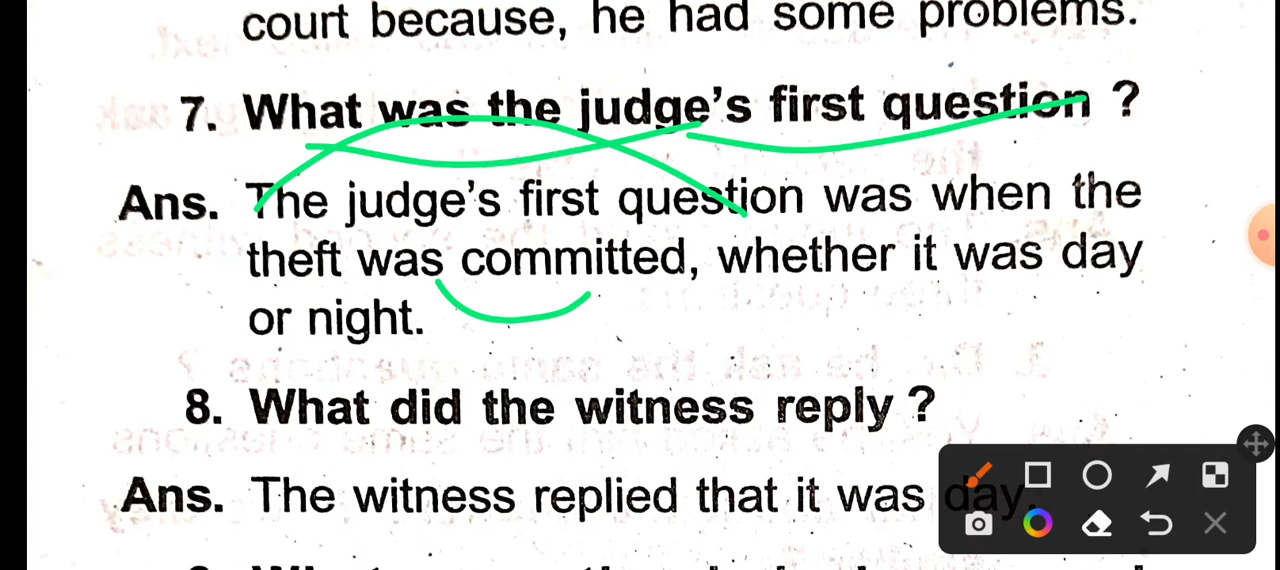 court because, he had some problems.
7. What was the judge's first question ?
Ans. The judge's first question was when the
theft was committed, whether it was day
or night.
8. What did the witness reply ?
Ans. The witness replied that it was day.